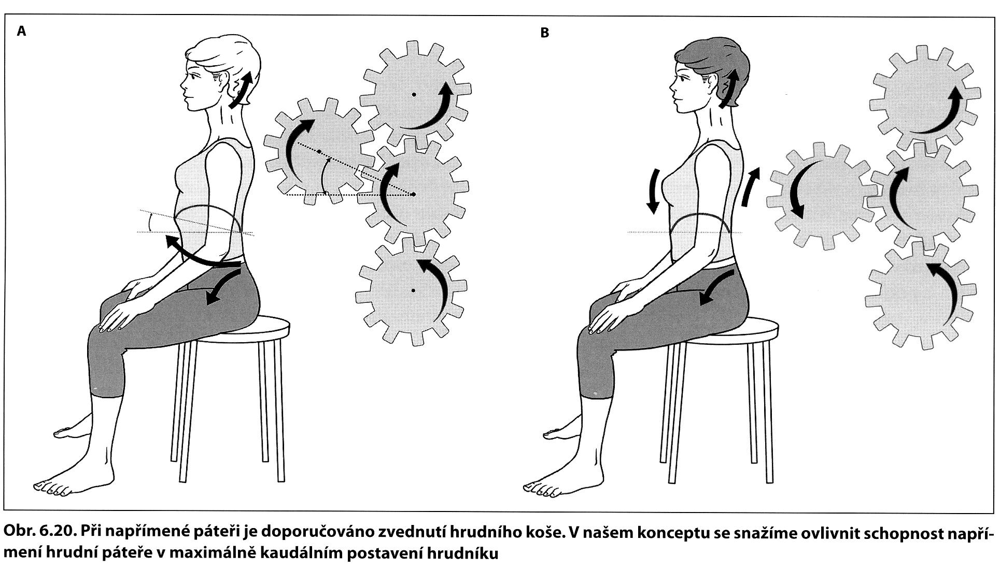 A
B
Obr. 6.20. Při napřímené páteři je doporučováno zvednutí hrudního koše. V našem konceptu se snažíme ovlivnit schopnost napří-
mení hrudní páteře v maximálně kaudálním postavení hrudníku